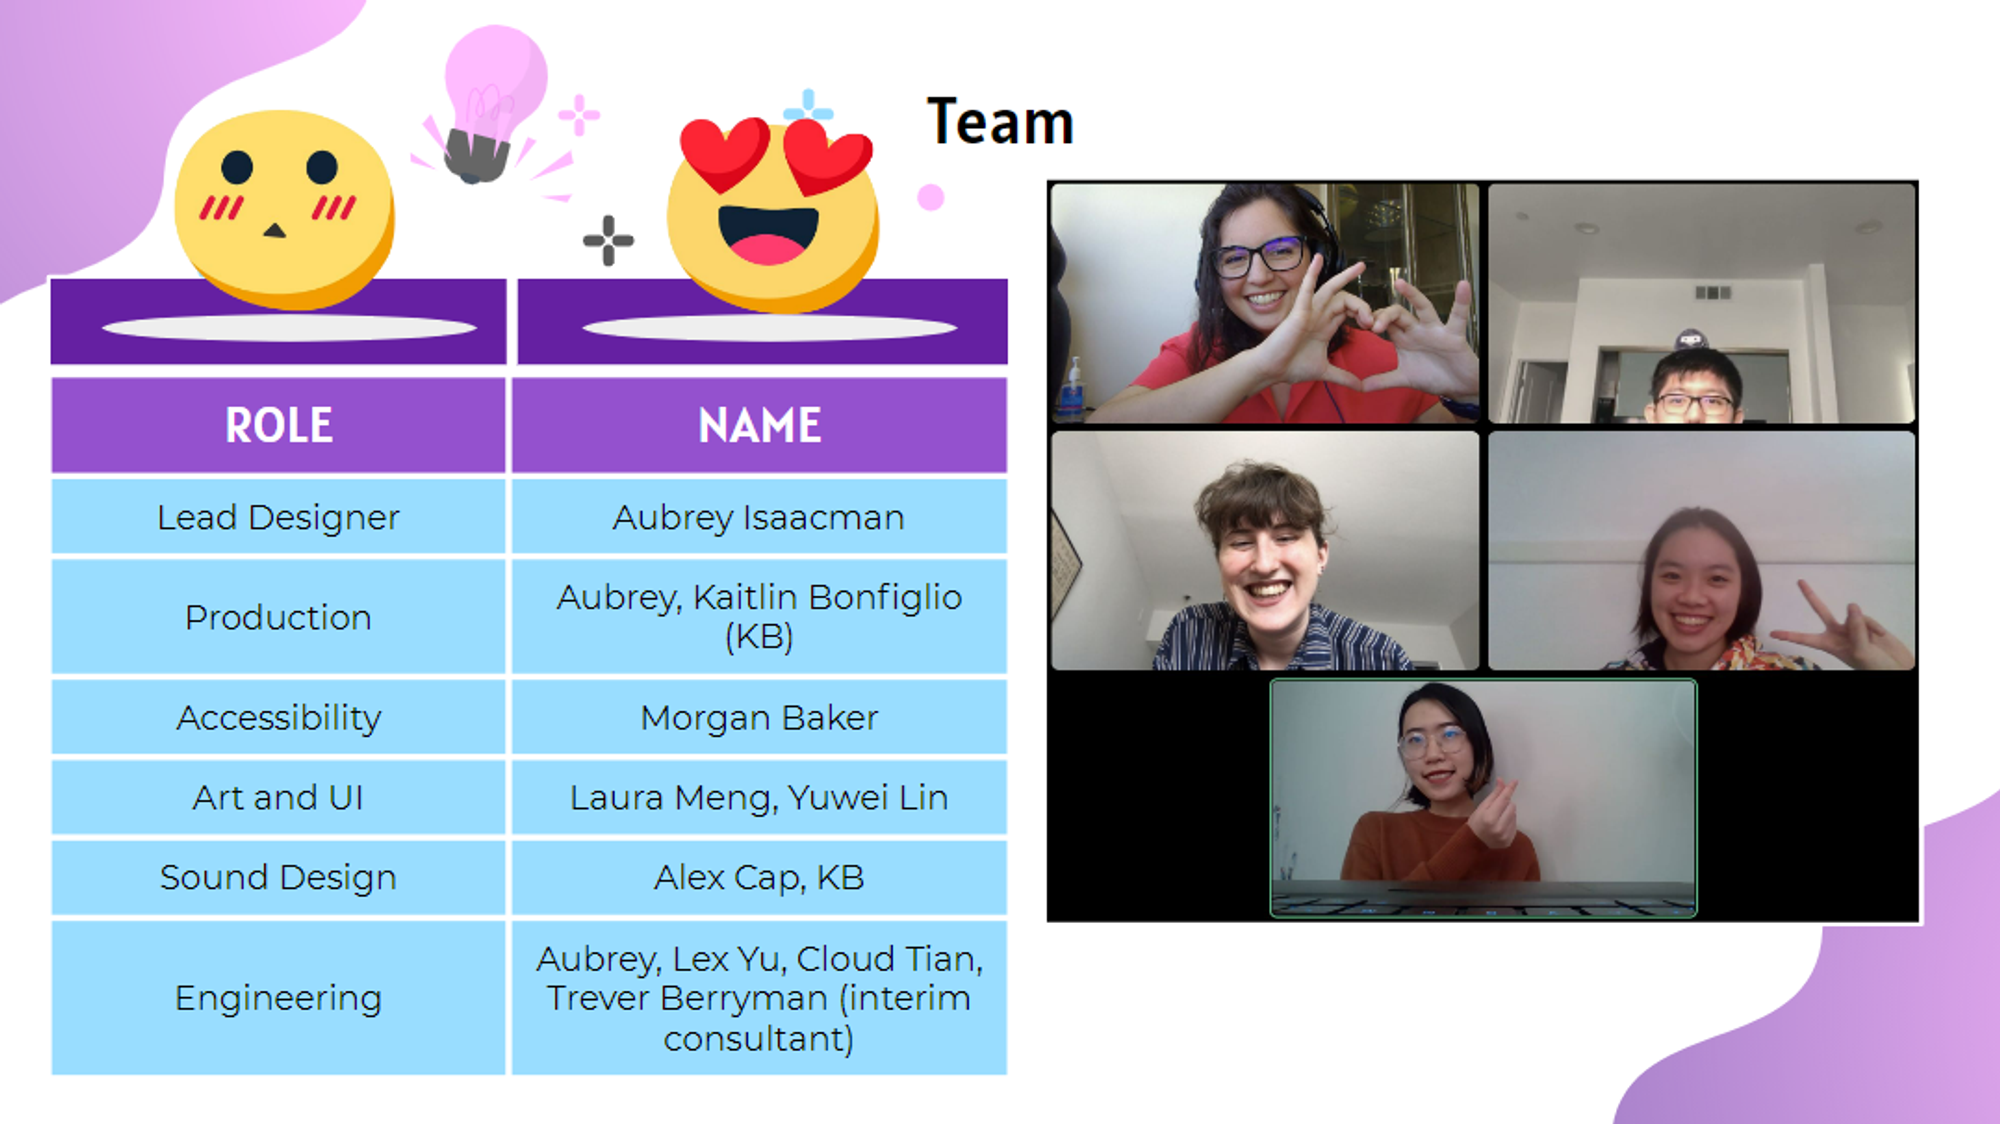 Team
ROLE
NAME
Lead Designer
Aubrey Isaacman
Production
Aubrey, Kaitlin Bonfiglio
(KB)
Accessibility
Morgan Baker
Art and UI
Laura Meng, Yuwei Lin
Sound Design
Alex Cap, KB
Engineering
Aubrey, Lex Yu, Cloud Tian,
Trever Berryman (interim
consultant)